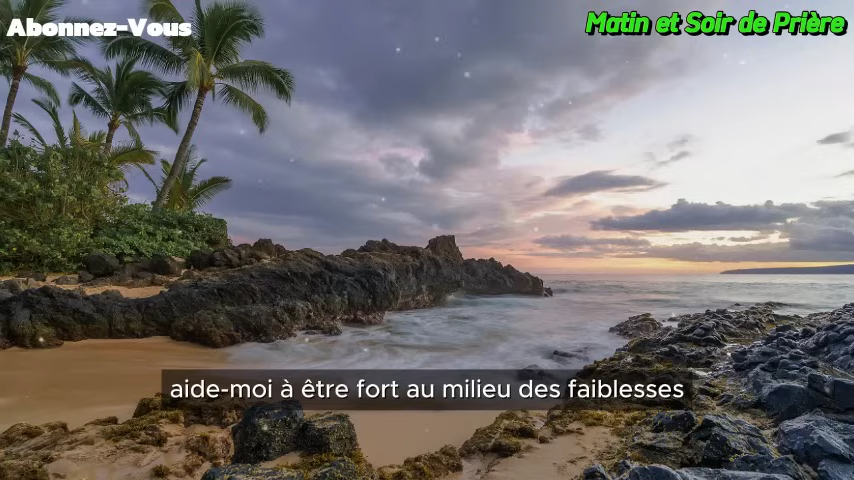 Abonnez-Vous
Matin et Soir de Prière
aide-moi à être fort au milieu des faiblesses